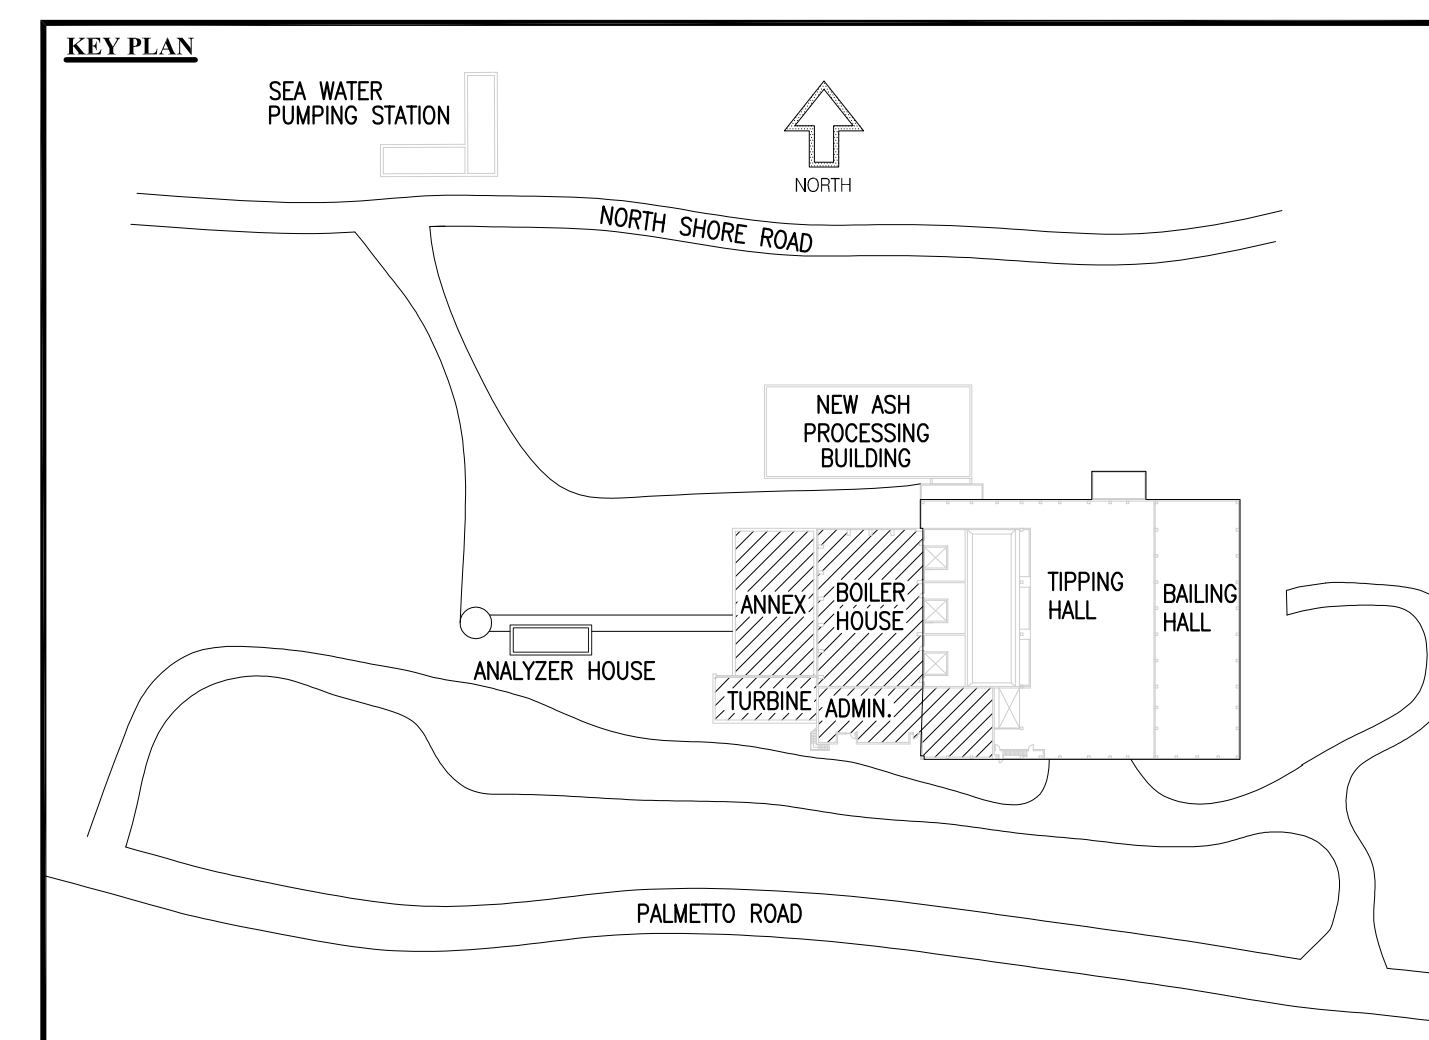 KEY PLAN
SEA WATER
PUMPING STATION
NORTH
NORTH SHORE ROAD
NEW ASH
PROCESSING
BUILDING
TIPPING
HALL
BAILING
HALL
BOILER
HOUSE
ANNEX
ANALYZER HOUSE
TURBINE
ADMIN.
PALMETTO ROAD